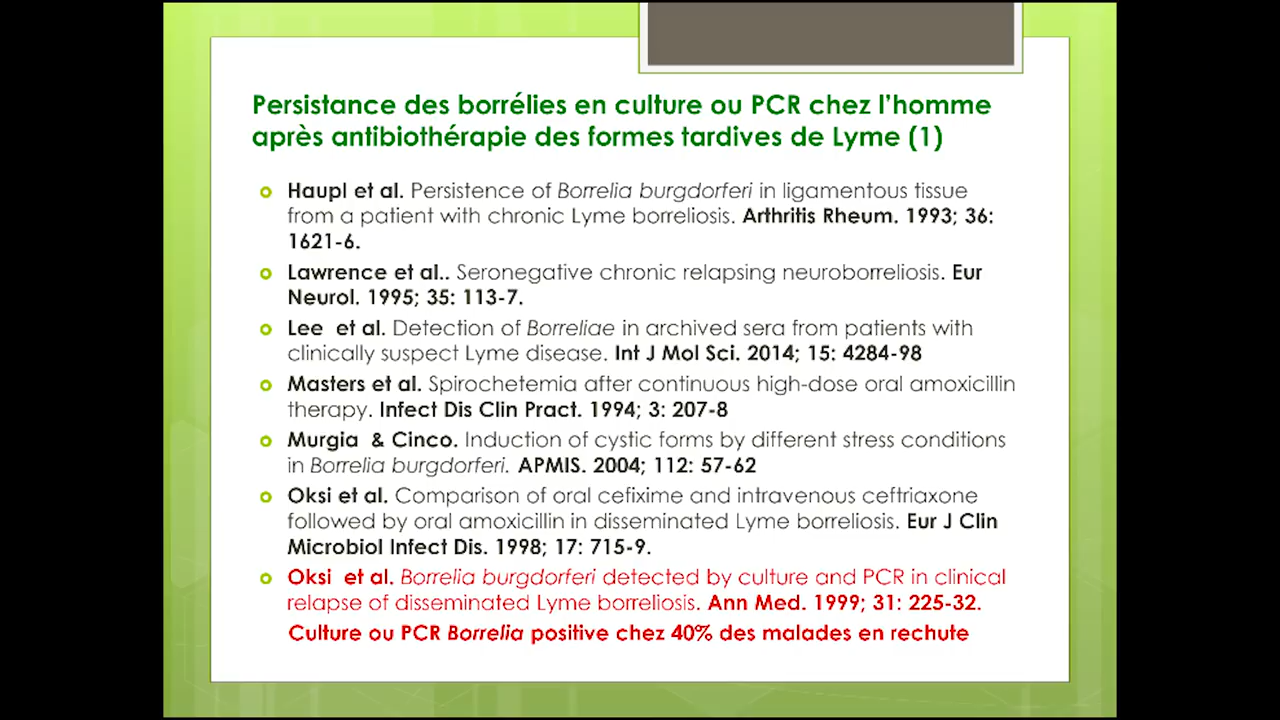 Persistance des borrélies en culture ou PCR chez l'homme
après antibiothérapie des formes tardives de Lyme (1)
Haupl et al. Persistence of Borrelia burgdorferi in ligamentous tissue
from a patient with chronic Lyme borreliosis. Arthritis Rheum. 1993; 36:
1621-6.
Lawrence et al.. Seronegative chronic relapsing neuroborreliosis. Eur
Neurol. 1995; 35: 113-7.
Lee et al. Detection of Borreliae in archived sera from patients with
clinically suspect Lyme disease. Int J Mol Sci. 2014; 15: 4284-98
Masters et al. Spirochetemia after continuous high-dose oral amoxicillin
therapy. Infect Dis Clin Pract. 1994; 3: 207-8
Murgia & Cinco. Induction of cystic forms by different stress conditions
in Borrelia burgdorferi. APMIS. 2004; 112: 57-62
Oksi et al. Comparison of oral cefixime and intravenous ceftriaxone
followed by oral amoxicillin in disseminated Lyme borreliosis. Eur J Clin
Microbiol Infect Dis. 1998; 17: 715-9.
Oksi et al. Borrelia burgdorferi detected by culture and PCR in clinical
relapse of disseminated Lyme borreliosis. Ann Med. 1999; 31: 225-32.
Culture ou PCR Borrelia positive chez 40% des malades en rechute